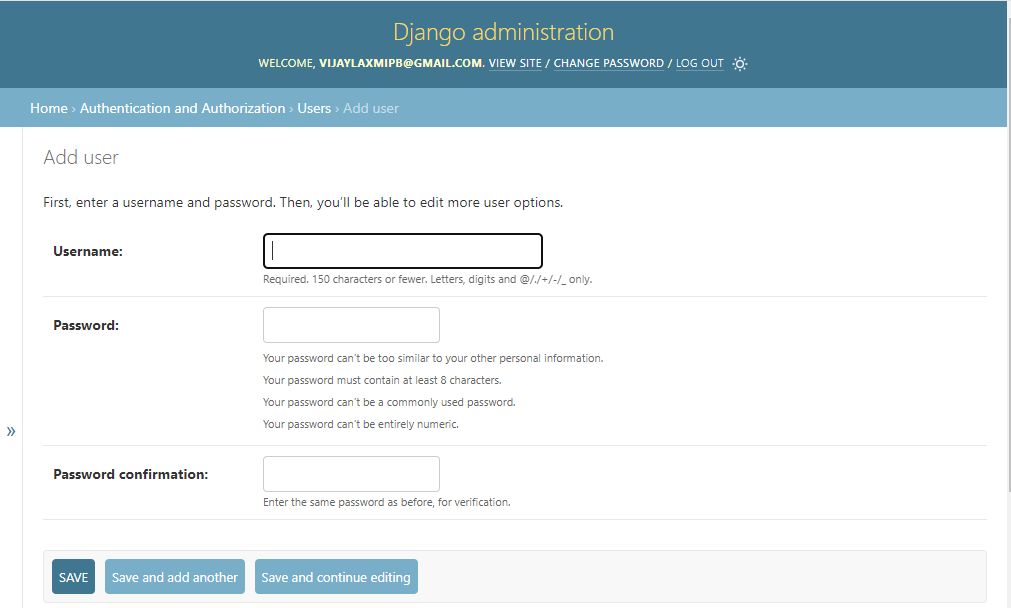 Django administration
WELCOME, VIJAYLAXMIPB@GMAIL.COM. VIEW SITE / CHANGE PASSWORD / LOG OUT
Home › Authentication and Authorization › Users › Add user
Add user
First, enter a username and password. Then, you’ll be able to edit more user options.
Username:
Required. 150 characters or fewer. Letters, digits and @/./+/-/_ only.
Password:
Your password can’t be too similar to your other personal information.
Your password must contain at least 8 characters.
Your password can’t be a commonly used password.
Your password can’t be entirely numeric.
»
Password confirmation:
Enter the same password as before, for verification.
SAVE Save and add another Save and continue editing